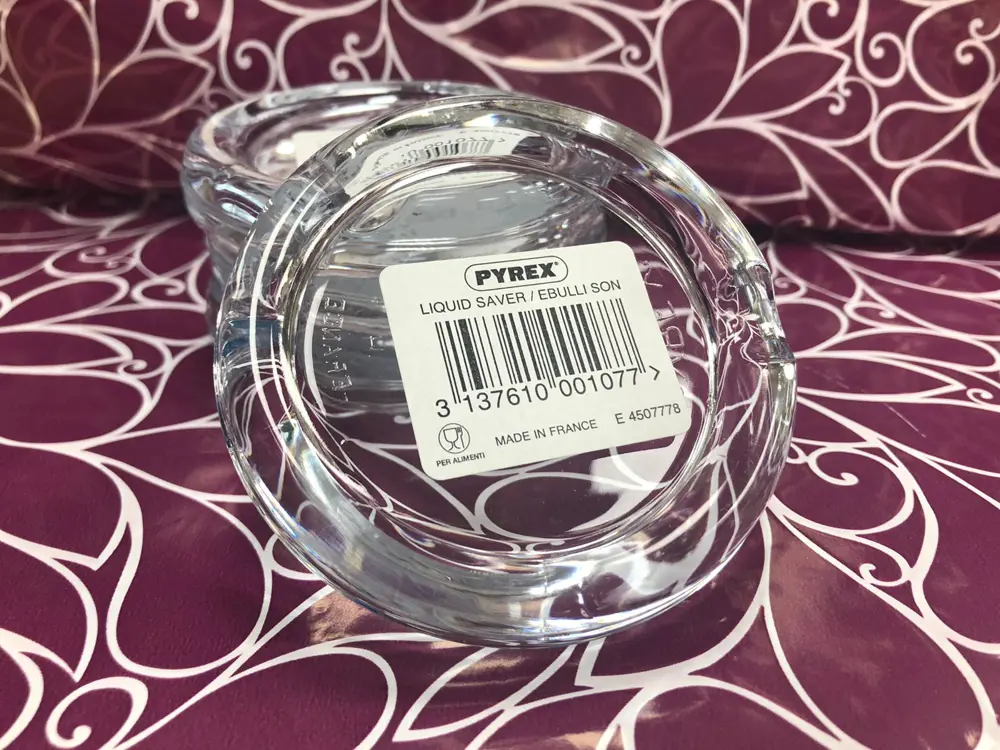 PYREX®
LIQUID SAVER / EBULLI SON
3 137610 001077 >
PER ALIMENTI
MADE IN FRANCE E 4507778